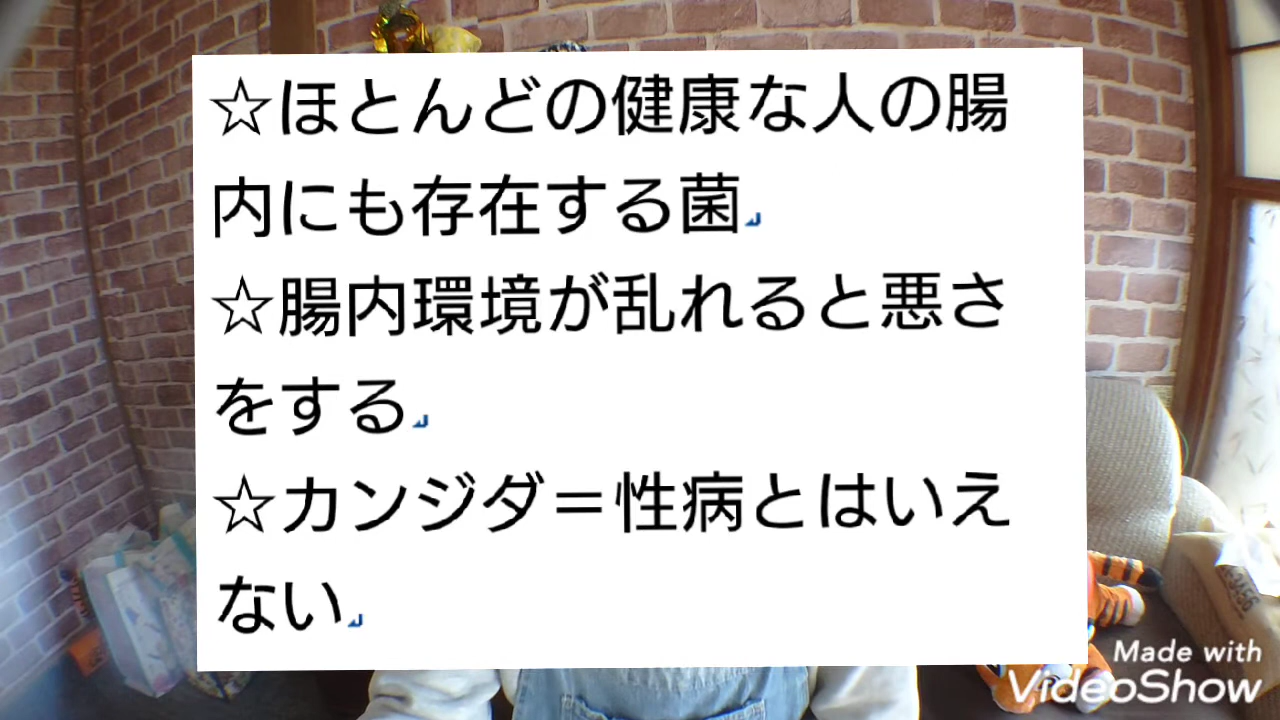 ☆ほとんどの健康な人の腸
内にも存在する菌
☆腸内環境が乱れると悪さ
をする
☆カンジダ＝性病とはいえ
ない
Made with
VideoShow